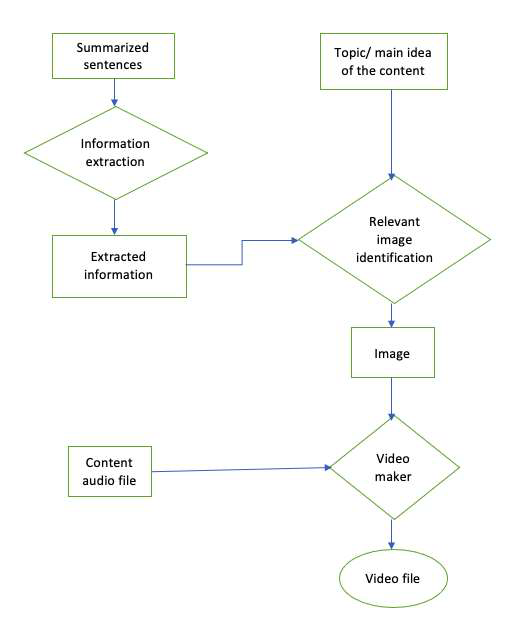 Summarized
sentences
Topic/ main idea
of the content
Information
extraction
Extracted
information
Relevant
image
identification
Image
Content
audio file
Video
maker
Video file